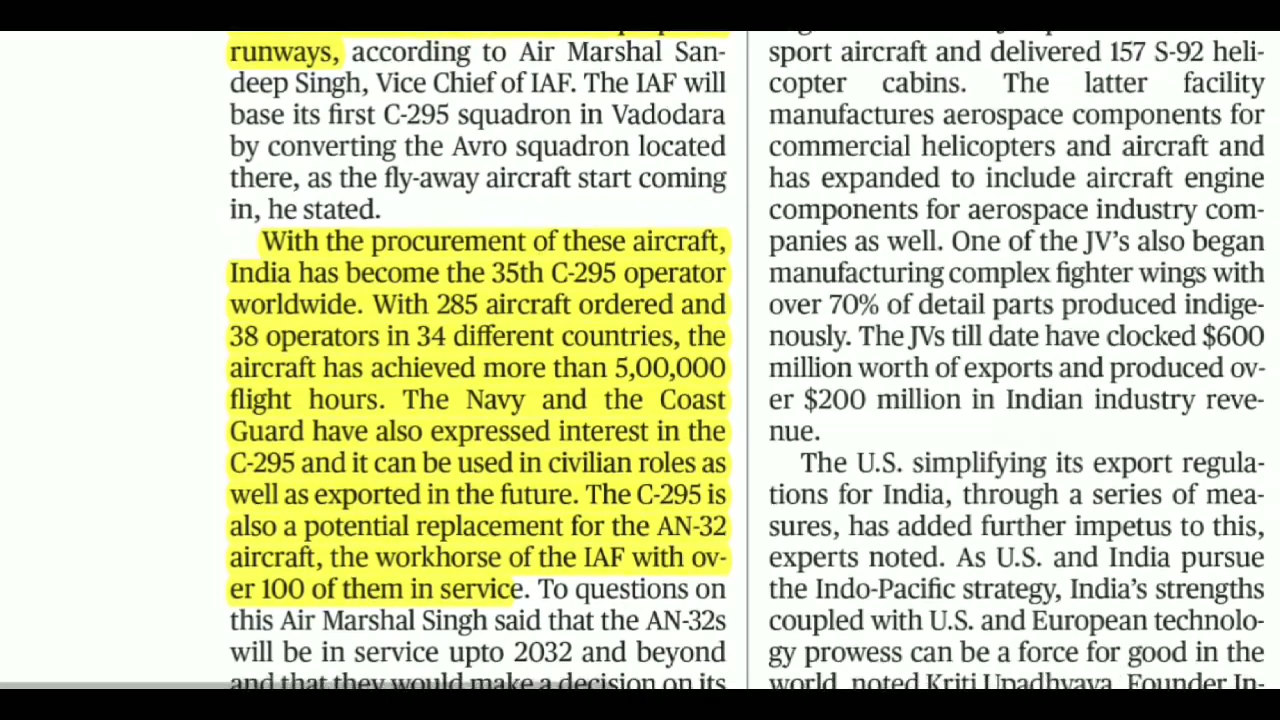 runways, according to Air Marshal San-
deep Singh, Vice Chief of IAF. The IAF will
base its first C-295 squadron in Vadodara
by converting the Avro squadron located
there, as the fly-away aircraft start coming
in, he stated.
With the procurement of these aircraft,
India has become the 35th C-295 operator
worldwide. With 285 aircraft ordered and
38 operators in 34 different countries, the
aircraft has achieved more than 5,00,000
flight hours. The Navy and the Coast
Guard have also expressed interest in the
C-295 and it can be used in civilian roles as
well as exported in the future. The C-295 is
also a potential replacement for the AN-32
aircraft, the workhorse of the IAF with ov-
er 100 of them in service. To questions on
this Air Marshal Singh said that the AN-32s
will be in service upto 2032 and beyond
and that they would make a decision on its
sport aircraft and delivered 157 S-92 heli-
copter cabins. The latter facility
manufactures aerospace components for
commercial helicopters and aircraft and
has expanded to include aircraft engine
components for aerospace industry com-
panies as well. One of the JV's also began
manufacturing complex fighter wings with
over 70% of detail parts produced indige-
nously. The JVs till date have clocked $600
million worth of exports and produced ov-
er $200 million in Indian industry reve-
nue.
The U.S. simplifying its export regula-
tions for India, through a series of mea-
sures, has added further impetus to this,
experts noted. As U.S. and India pursue
the Indo-Pacific strategy, India's strengths
coupled with U.S. and European technolo-
gy prowess can be a force for good in the
world, noted Kriti Upadhyaya, Founder In-